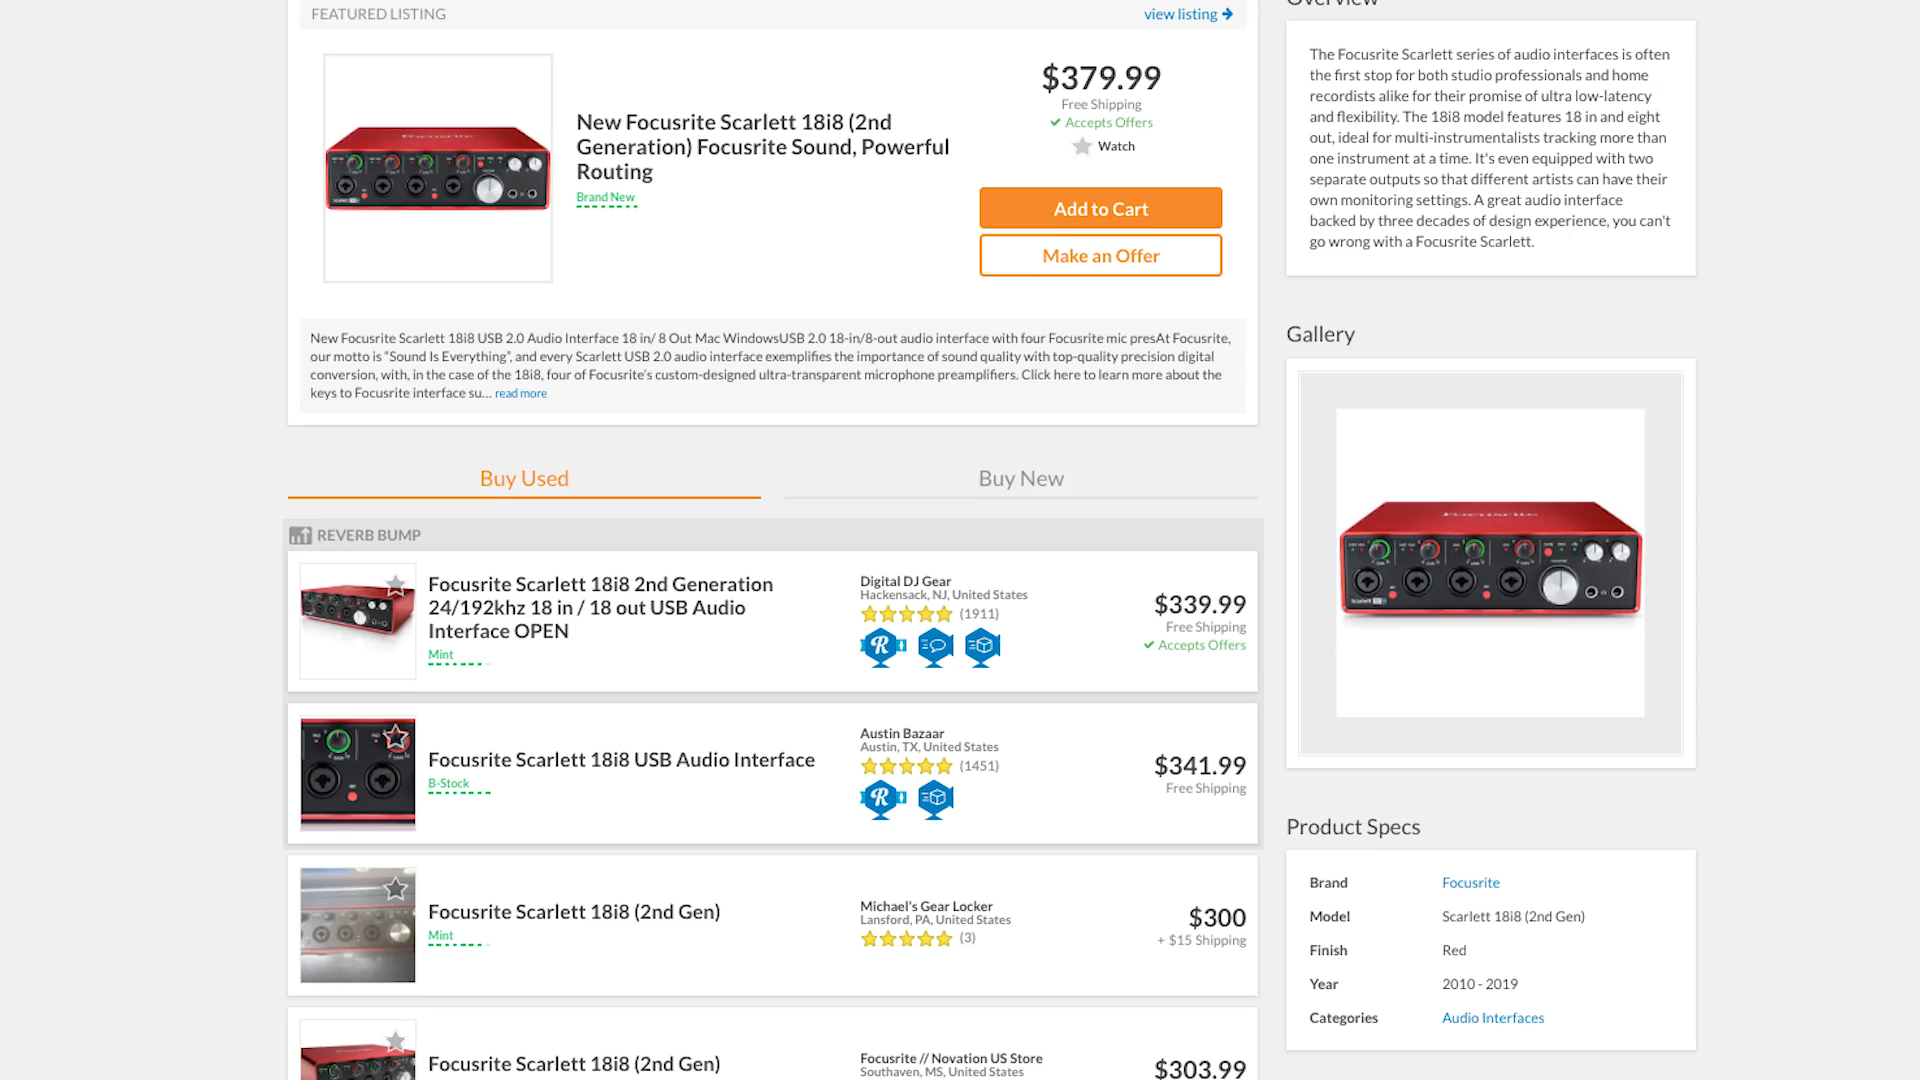 FEATURED LISTING
view listing
New Focusrite Scarlett 18i8 (2nd
Generation) Focusrite Sound, Powerful
Routing
Brand New
$379.99
Free Shipping
Accepts Offers
Watch
Add to Cart
Make an Offer
New Focusrite Scarlett 18i8 USB 2.0 Audio Interface 18 in/ 8 Out Mac WindowsUSB 2.0 18-in/8-out audio interface with four Focusrite mic presAt Focusrite,
our motto is “Sound Is Everything”, and every Scarlett USB 2.0 audio interface exemplifies the importance of sound quality with top-quality precision digital
conversion, with, in the case of the 18i8, four of Focusrite’s custom-designed ultra-transparent microphone preamplifiers. Click here to learn more about the
keys to Focusrite interface su... read more
Buy Used
Buy New
REVERB BUMP
Focusrite Scarlett 18i8 2nd Generation
24/192khz 18 in / 18 out USB Audio
Interface OPEN
Mint
Digital DJ Gear
Hackensack, NJ, United States
(1911)
$339.99
Free Shipping
Accepts Offers
Focusrite Scarlett 18i8 USB Audio Interface
B-Stock
Austin Bazaar
Austin, TX, United States
(1451)
$341.99
Free Shipping
Focusrite Scarlett 18i8 (2nd Gen)
Mint
Michael's Gear Locker
Lansford, PA, United States
(3)
$300
+ $15 Shipping
Focusrite Scarlett 18i8 (2nd Gen)
Focusrite // Novation US Store
Southaven, MS, United States
$303.99
Overview
The Focusrite Scarlett series of audio interfaces is often
the first stop for both studio professionals and home
recordists alike for their promise of ultra low-latency
and flexibility. The 18i8 model features 18 in and eight
out, ideal for multi-instrumentalists tracking more than
one instrument at a time. It's even equipped with two
separate outputs so that different artists can have their
own monitoring settings. A great audio interface
backed by three decades of design experience, you can't
go wrong with a Focusrite Scarlett.
Gallery
Focusrite
Product Specs
Brand Focusrite
Model Scarlett 18i8 (2nd Gen)
Finish Red
Year 2010 - 2019
Categories Audio Interfaces